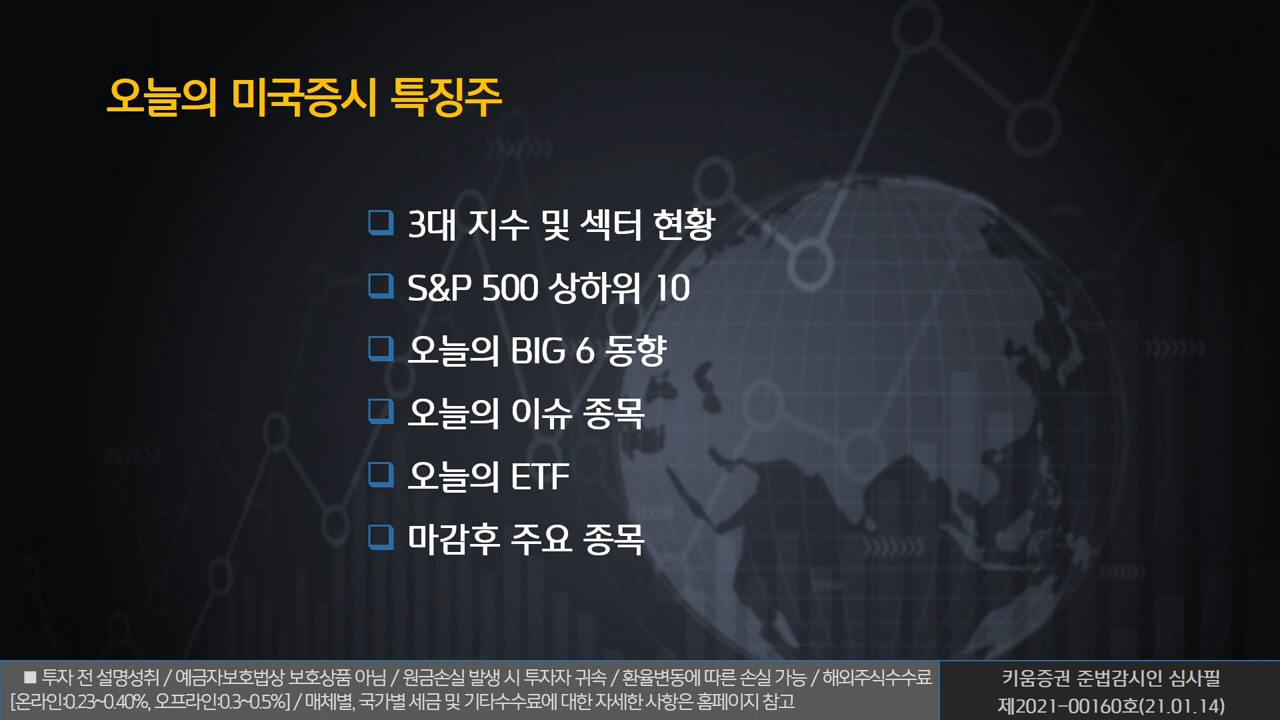 오늘의 미국증시 특징주
❏ 3대 지수 및 섹터 현황
❏ S&P 500 상하위 10
❏ 오늘의 BIG 6 동향
❏ 오늘의 이슈 종목
❏ 오늘의 ETF
❏ 마감후 주요 종목
■ 투자 전 설명성취 / 예금자보호법상 보호상품 아님 / 원금손실 발생 시 투자자 귀속 / 환율변동에 따른 손실 가능 / 해외주식수수료
[온라인:0.23~0.40%, 오프라인:0.3~0.5%] / 매체별, 국가별 세금 및 기타수수료에 대한 자세한 사항은 홈페이지 참고
키움증권 준법감시인 심사필
제2021-00160호(21.01.14)